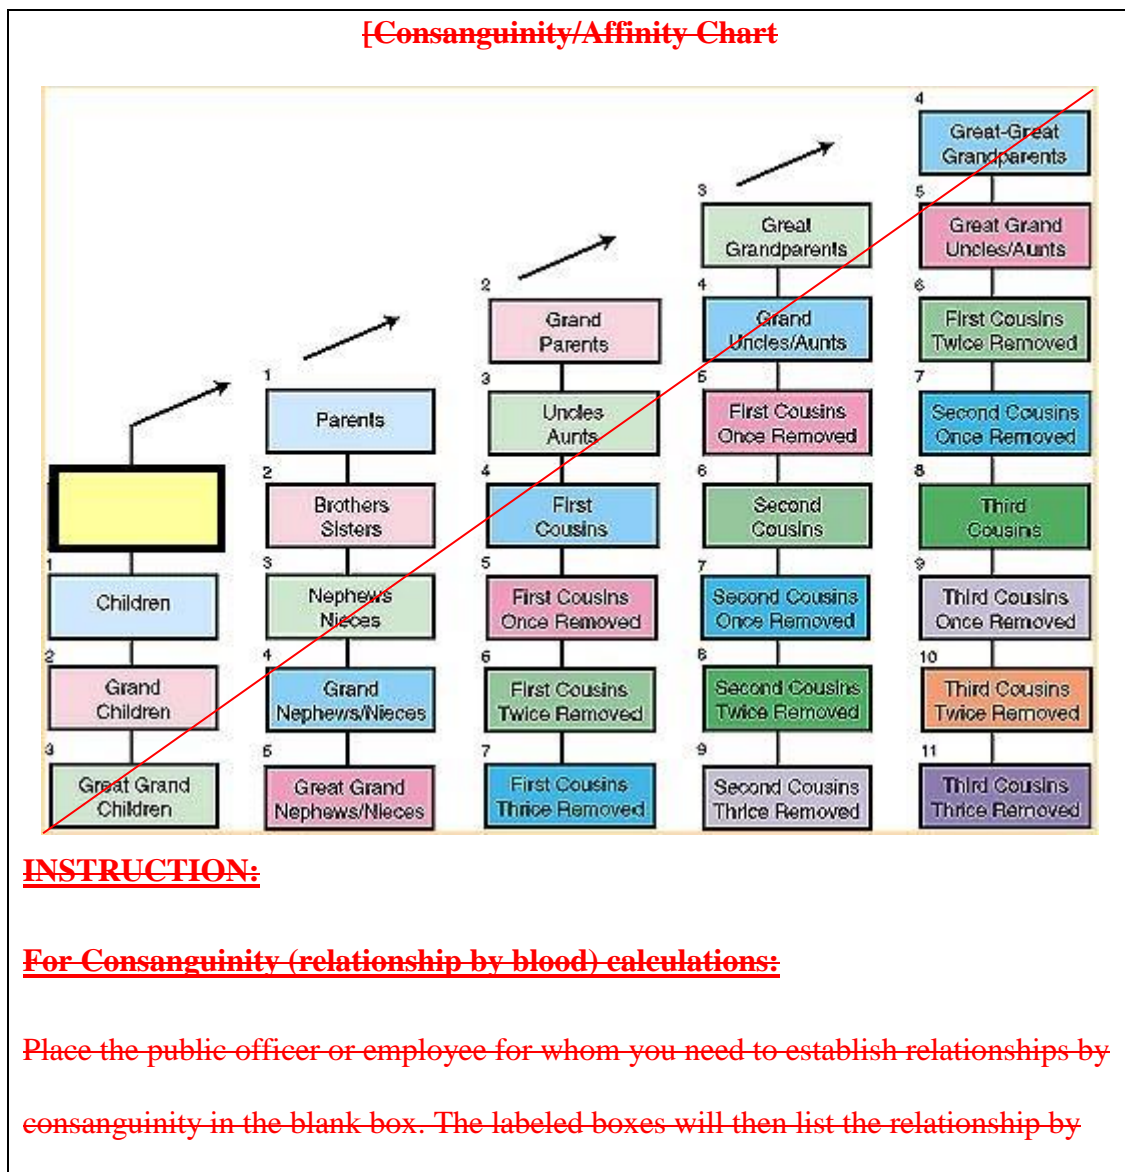 [Consanguinity/Affinity Chart
4
Great-Great
Grandparents
3
Great
Grandparents
5
Great Grand
Uncles/Aunts
2
Grand
Parents
4
Grand
Uncles/Aunts
6
First Cousins
Twice Removed
1
Parents
3
Uncles
Aunts
5
First Cousins
Once Removed
7
Second Cousins
Once Removed
2
Brothers
Sisters
4
First
Cousins
6
Second
Cousins
8
Third
Cousins
1
Children
3
Nephews
Nieces
5
First Cousins
Once Removed
7
Second Cousins
Once Removed
9
Third Cousins
Once Removed
2
Grand
Children
4
Grand
Nephews/Nieces
6
First Cousins
Twice Removed
8
Second Cousins
Twice Removed
10
Third Cousins
Twice Removed
3
Great Grand
Children
5
Great Grand
Nephews/Nieces
7
First Cousins
Thrice Removed
9
Second Cousins
Thrice Removed
11
Third Cousins
Thrice Removed
INSTRUCTION:
For Consanguinity (relationship by blood) calculations:
Place the public officer or employee for whom you need to establish relationships by
consanguinity in the blank box. The labeled boxes will then list the relationship by